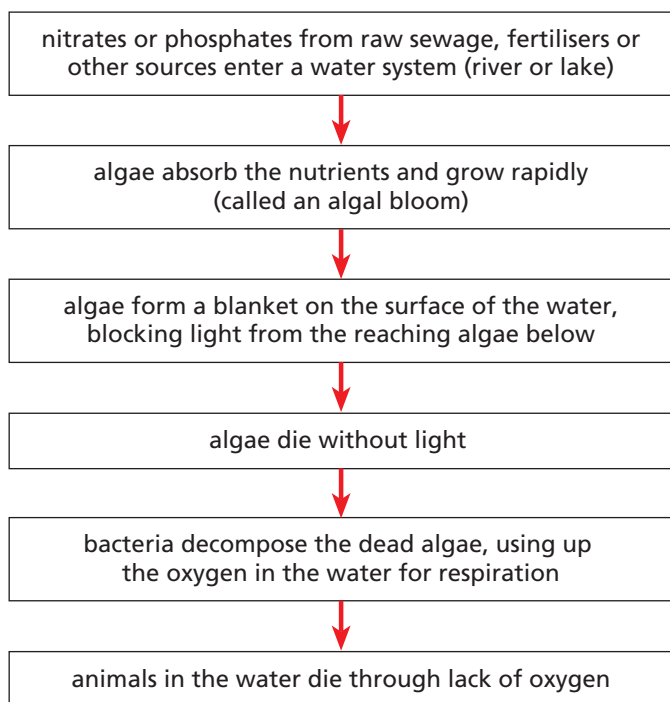 nitrates or phosphates from raw sewage, fertilisers or
other sources enter a water system (river or lake)
algae absorb the nutrients and grow rapidly
(called an algal bloom)
algae form a blanket on the surface of the water,
blocking light from the reaching algae below
algae die without light
bacteria decompose the dead algae, using up
the oxygen in the water for respiration
animals in the water die through lack of oxygen